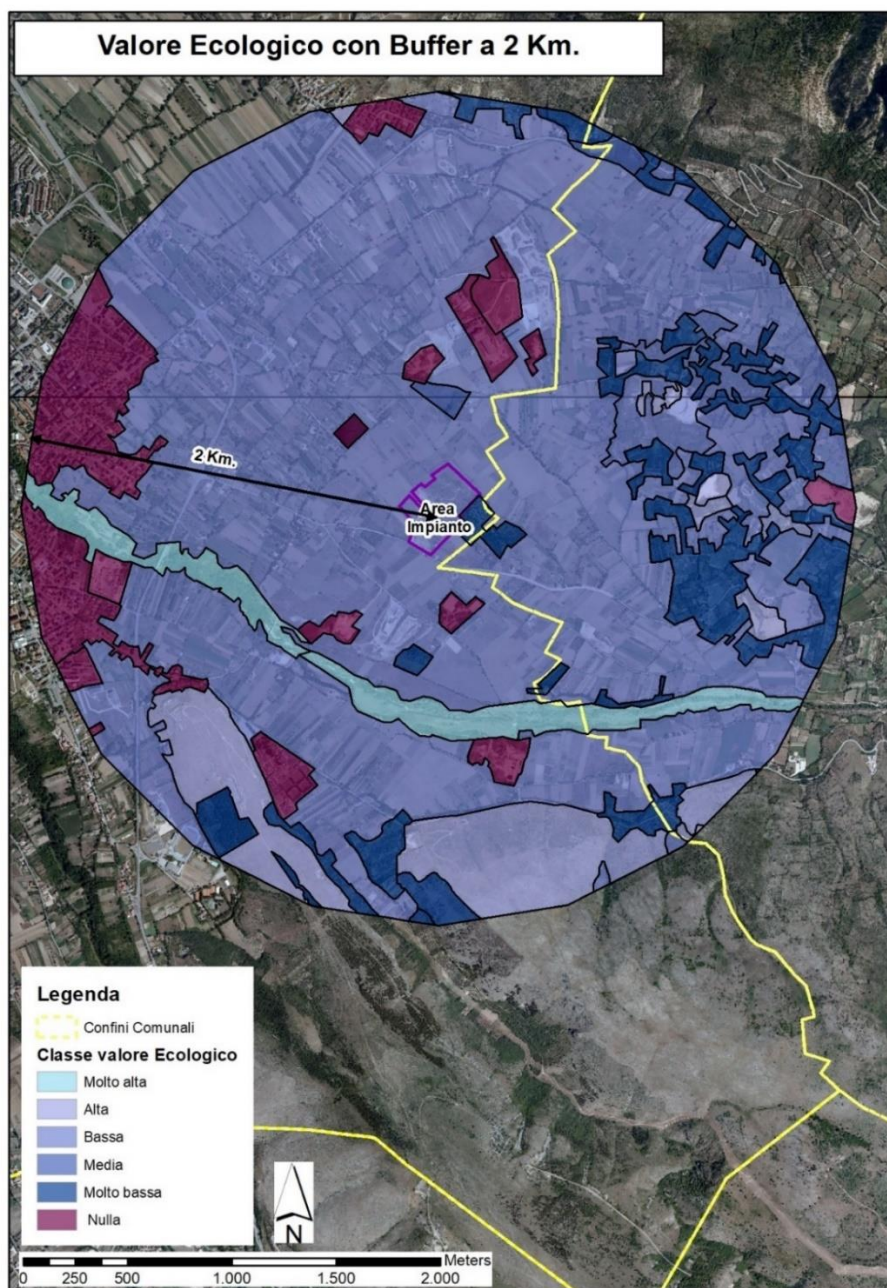 Valore Ecologico con Buffer a 2 Km.
2 Km.
Area
Impianto
Legenda
Confini Comunali
Classe valore Ecologico
Molto alta
Alta
Bassa
Media
Molto bassa
Nulla
N
Meters
0 250 500 1.000 1.500 2.000